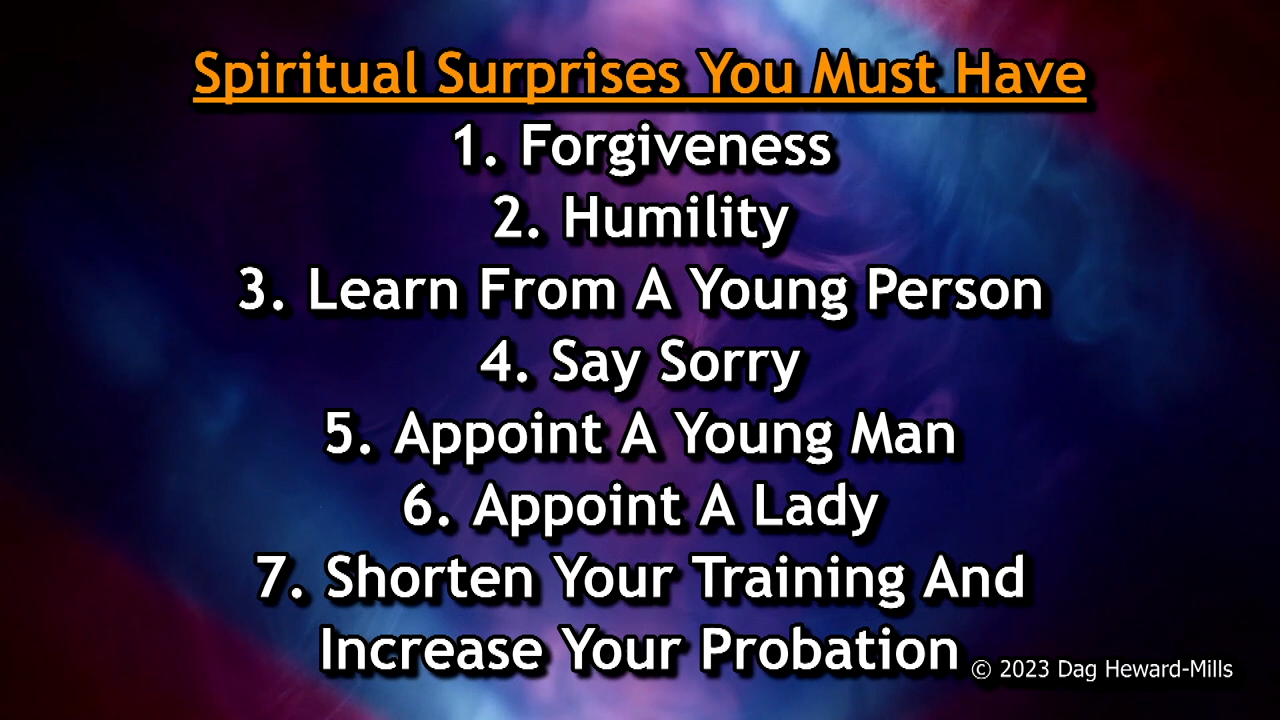 Spiritual Surprises You Must Have
1. Forgiveness
2. Humility
3. Learn From A Young Person
4. Say Sorry
5. Appoint A Young Man
6. Appoint A Lady
7. Shorten Your Training And
Increase Your Probation
© 2023 Dag Heward-Mills